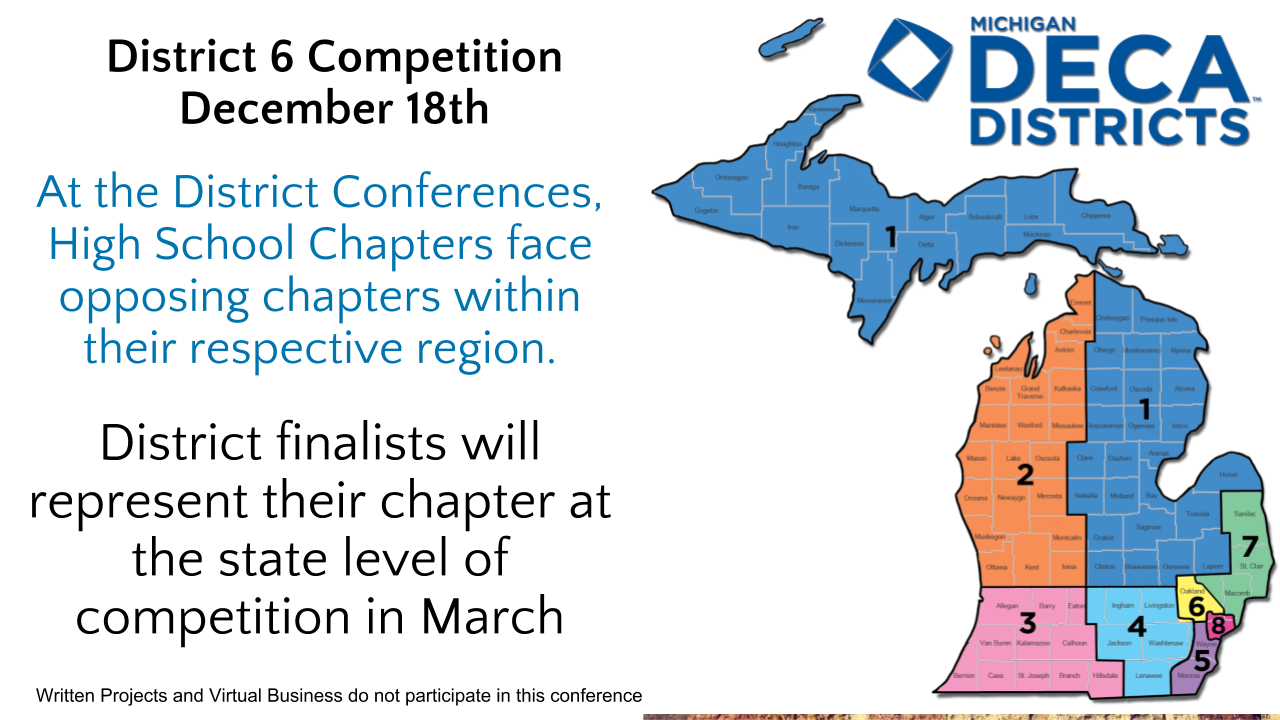 District 6 Competition
December 18th
At the District Conferences,
High School Chapters face
opposing chapters within
their respective region.
District finalists will
represent their chapter at
the state level of
competition in March
Written Projects and Virtual Business do not participate in this conference
MICHIGAN
DECA
DISTRICTS
™
Keweenaw
Houghton
Ontonagon
Baraga
Gogebic
Marquette
Alger
Schoolcraft
Luce
Chippewa
Iron
1
Dickinson
Delta
Mackinac
Menominee
Emmet
Cheboygan
Presque Isle
Charlevoix
Antrim
Otsego
Montmorency
Alpena
Leelanau
Benzie
Grand
Traverse
Kalkaska
Crawford
Oscoda
Alcona
1
Manistee
Wexford
Missaukee
Roscommon
Ogemaw
Iosco
Mason
Lake
Osceola
Clare
Gladwin
Arenac
2
Huron
Oceana
Newaygo
Mecosta
Isabella
Midland
Bay
Tuscola
Sanilac
Muskegon
Montcalm
Gratiot
Saginaw
7
Ottawa
Kent
Ionia
Clinton
Shiawassee
Genesee
Lapeer
St. Clair
Oakland
Macomb
Allegan
Barry
Eaton
Ingham
Livingston
6
3
4
8
Van Buren
Kalamazoo
Calhoun
Jackson
Washtenaw
Wayne
5
Berrien
Cass
St. Joseph
Branch
Hillsdale
Lenawee
Monroe